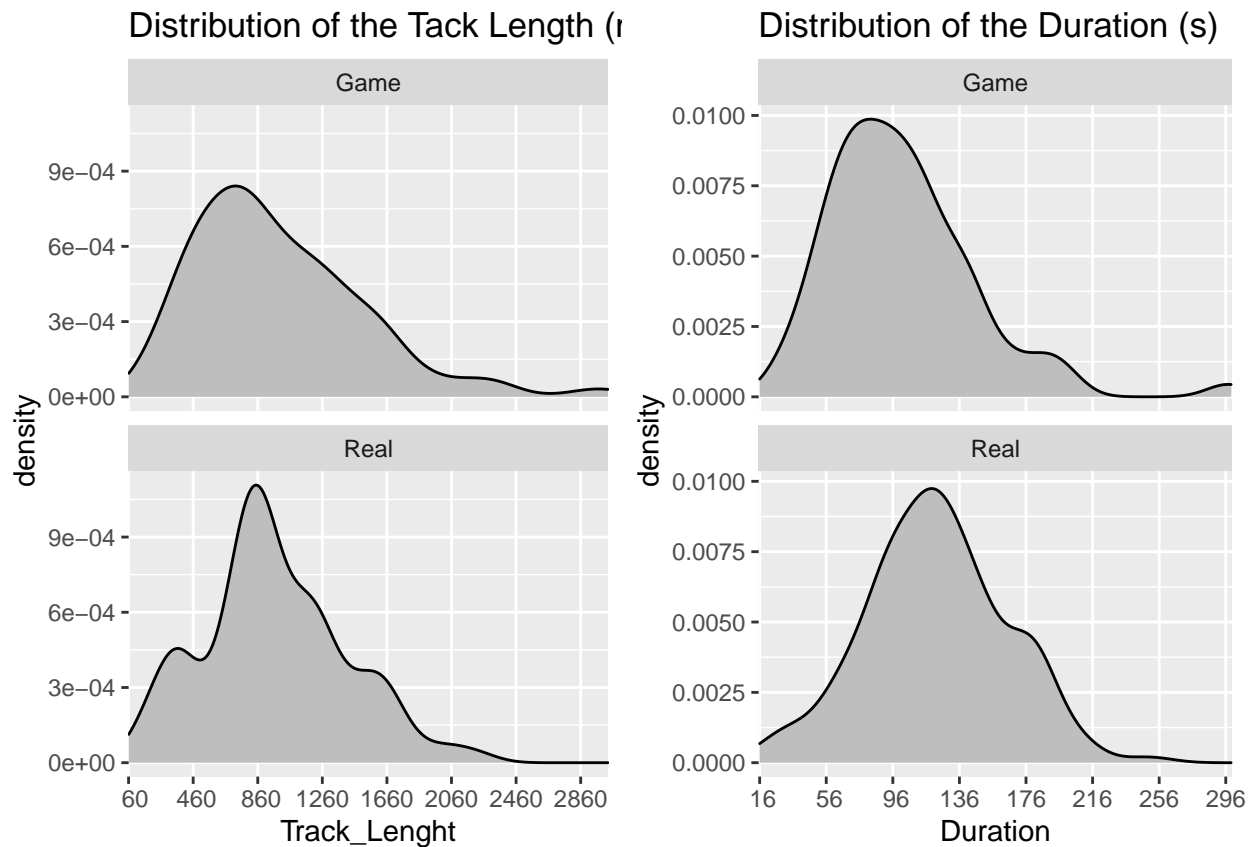 Distribution of the Tack Length (r
Game
9e−04
6e−04
3e−04
0e+00
Real
9e−04
6e−04
3e−04
0e+00
density
60 460 860 1260 1660 2060 2460 2860
Track_Lenght
Distribution of the Duration (s)
Game
0.0100
0.0075
0.0050
0.0025
0.0000
Real
0.0100
0.0075
0.0050
0.0025
0.0000
density
16 56 96 136 176 216 256 296
Duration